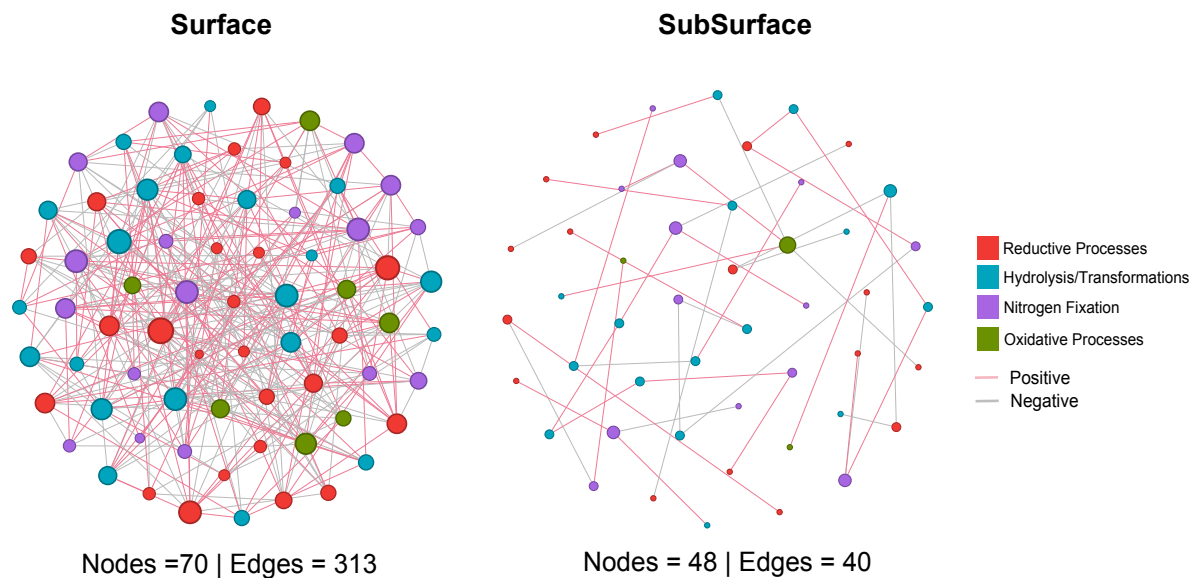 Surface
SubSurface
Reductive Processes
Hydrolysis/Transformations
Nitrogen Fixation
Oxidative Processes
Positive
Negative
Nodes =70 | Edges = 313
Nodes = 48 | Edges = 40